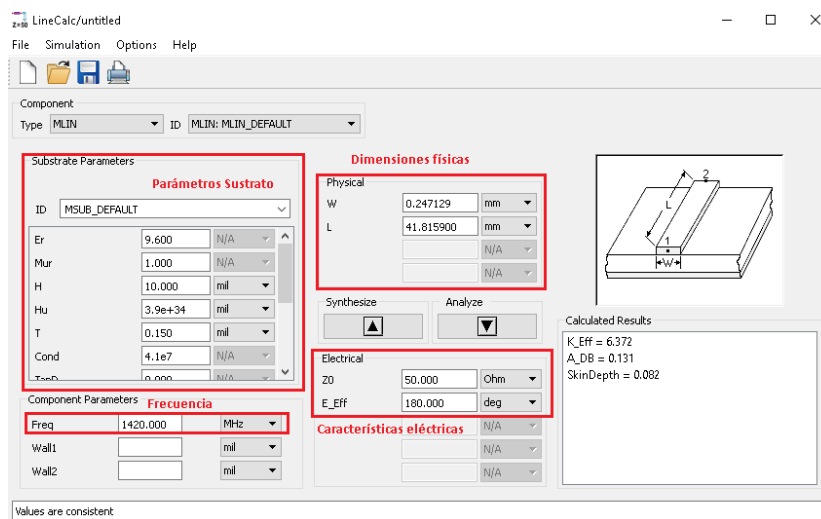 LineCalc/untitled
File Simulation Options Help
Component
Type MLIN ID MLIN: MLIN_DEFAULT
Substrate Parameters
Parámetros Sustrato
ID MSUB_DEFAULT
Er 9.600 N/A
Mur 1.000 N/A
H 10.000 mil
Hu 3.9e+34 mil
T 0.150 mil
Cond 4.1e7 N/A
TanD 0.000 N/A
Component Parameters
Frecuencia
Freq 1420.000 MHz
Wall1 mil
Wall2 mil
Dimensiones físicas
Physical
W 0.247129 mm
L 41.815900 mm
N/A
N/A
Synthesize Analyze
Electrical
Z0 50.000 Ohm
E_Eff 180.000 deg
Características eléctricas N/A
N/A
N/A
2
L
1
W
Calculated Results
K_Eff = 6.372
A_DB = 0.131
SkinDepth = 0.082
Values are consistent